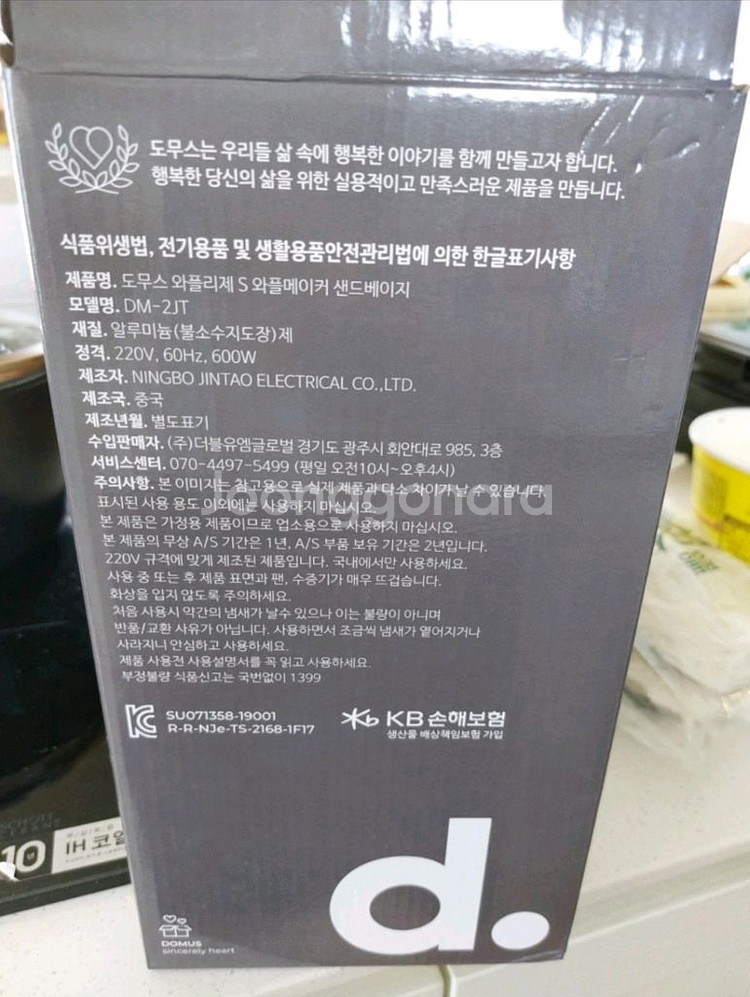 도무스는 우리들 삶 속에 행복한 이야기를 함께 만들고자 합니다.
행복한 당신의 삶을 위한 실용적이고 만족스러운 제품을 만듭니다.
식품위생법, 전기용품 및 생활용품안전관리법에 의한 한글표기사항
제품명. 도무스 와플리제 S 와플메이커 샌드베이지
모델명. DM-2JT
재질. 알루미늄(불소수지도장)제
정격. 220V, 60Hz, 600W
제조자. NINGBO JINTAO ELECTRICAL CO.,LTD.
제조국. 중국
제조년월. 별도표기
수입판매자. (주)더블유엠글로벌 경기도 광주시 회안대로 985, 3층
서비스센터. 070-4497-5499 (평일 오전10시~오후4시)
주의사항. 본 이미지는 참고용으로 실제 제품과 다소 차이가 날 수 있습니다.
표시된 사용 용도 이외에는 사용하지 마십시오.
본 제품은 가정용 제품이므로 업소용으로 사용하지 마십시오.
본 제품의 무상 A/S 기간은 1년, A/S 부품 보유 기간은 2년입니다.
220V 규격에 맞게 제조된 제품입니다. 국내에서만 사용하세요.
사용 중 또는 후 제품 표면과 팬, 수증기가 매우 뜨겁습니다.
화상을 입지 않도록 주의하세요.
처음 사용시 약간의 냄새가 날수 있으나 이는 불량이 아니며
반품/교환 사유가 아닙니다. 사용하면서 조금씩 냄새가 옅어지거나
사라지니 안심하고 사용하세요.
제품 사용전 사용설명서를 꼭 읽고 사용하세요.
부정불량 식품신고는 국번없이 1399
Joonggonara
SU071358-19001
R-R-NJe-TS-2168-1F17
KB손해보험
생산물 배상책임보험 가입
10
IH 코일
d.
DOMUS
sincerely heart